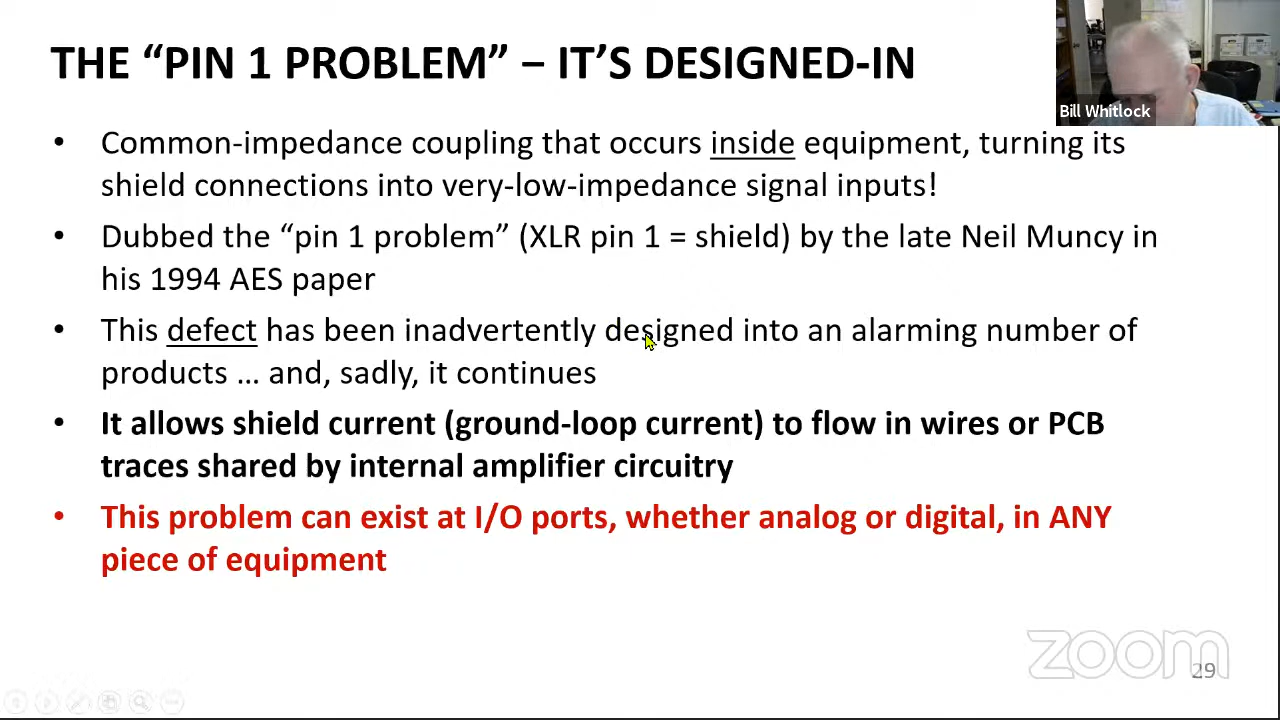 THE “PIN 1 PROBLEM” – IT’S DESIGNED-IN
Bill Whitlock
• Common-impedance coupling that occurs inside equipment, turning its
shield connections into very-low-impedance signal inputs!
• Dubbed the “pin 1 problem” (XLR pin 1 = shield) by the late Neil Muncy in
his 1994 AES paper
• This defect has been inadvertently designed into an alarming number of
products … and, sadly, it continues
• It allows shield current (ground-loop current) to flow in wires or PCB
traces shared by internal amplifier circuitry
• This problem can exist at I/O ports, whether analog or digital, in ANY
piece of equipment
zoom
29